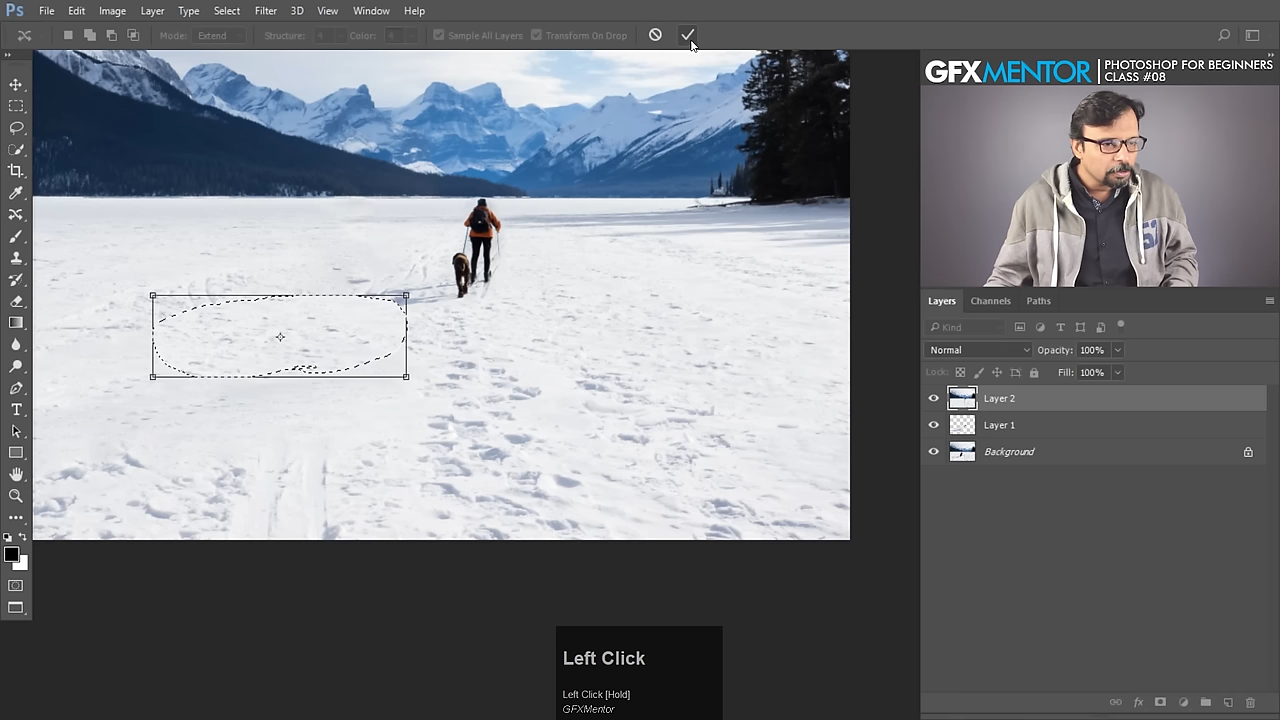 Ps File Edit Image Layer Type Select Filter 3D View Window Help
Mode: Extend Structure: 4 Color: 4 Sample All Layers Transform On Drop
GFXMENTOR PHOTOSHOP FOR BEGINNERS
CLASS #08
Layers Channels Paths
Kind
Normal Opacity: 100%
Lock: Fill: 100%
Layer 2
Layer 1
Background
Left Click
Left Click [Hold]
GFXMentor